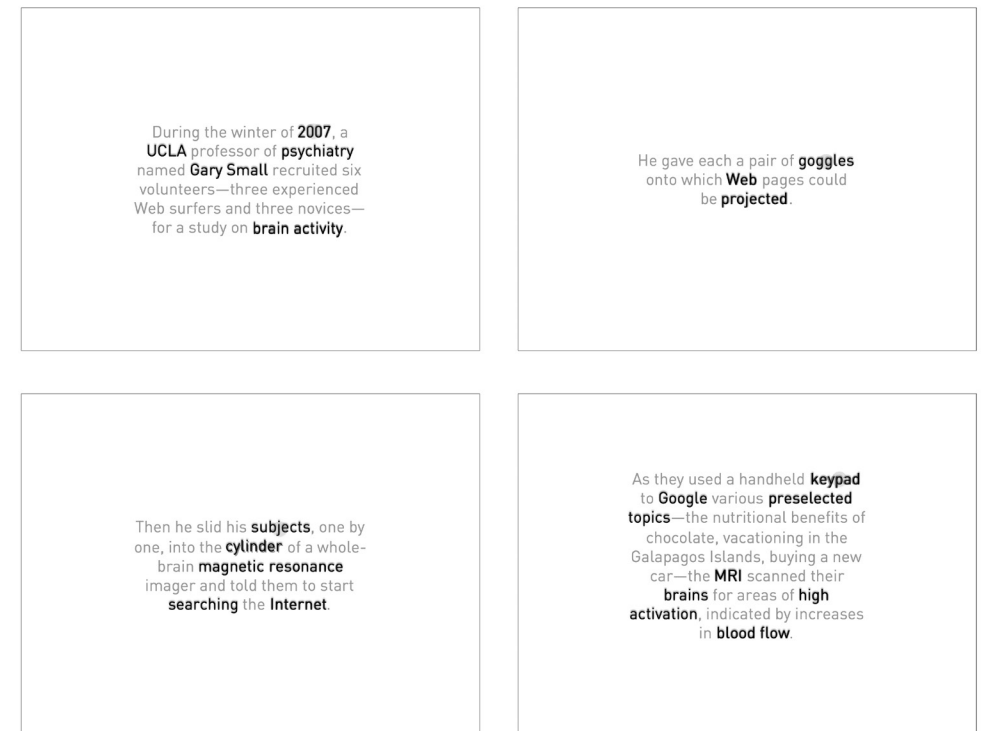 During the winter of 2007, a
UCLA professor of psychiatry
named Gary Small recruited six
volunteers—three experienced
Web surfers and three novices—
for a study on brain activity.
He gave each a pair of goggles
onto which Web pages could
be projected.
Then he slid his subjects, one by
one, into the cylinder of a whole-
brain magnetic resonance
imager and told them to start
searching the Internet.
As they used a handheld keypad
to Google various preselected
topics—the nutritional benefits of
chocolate, vacationing in the
Galapagos Islands, buying a new
car—the MRI scanned their
brains for areas of high
activation, indicated by increases
in blood flow.